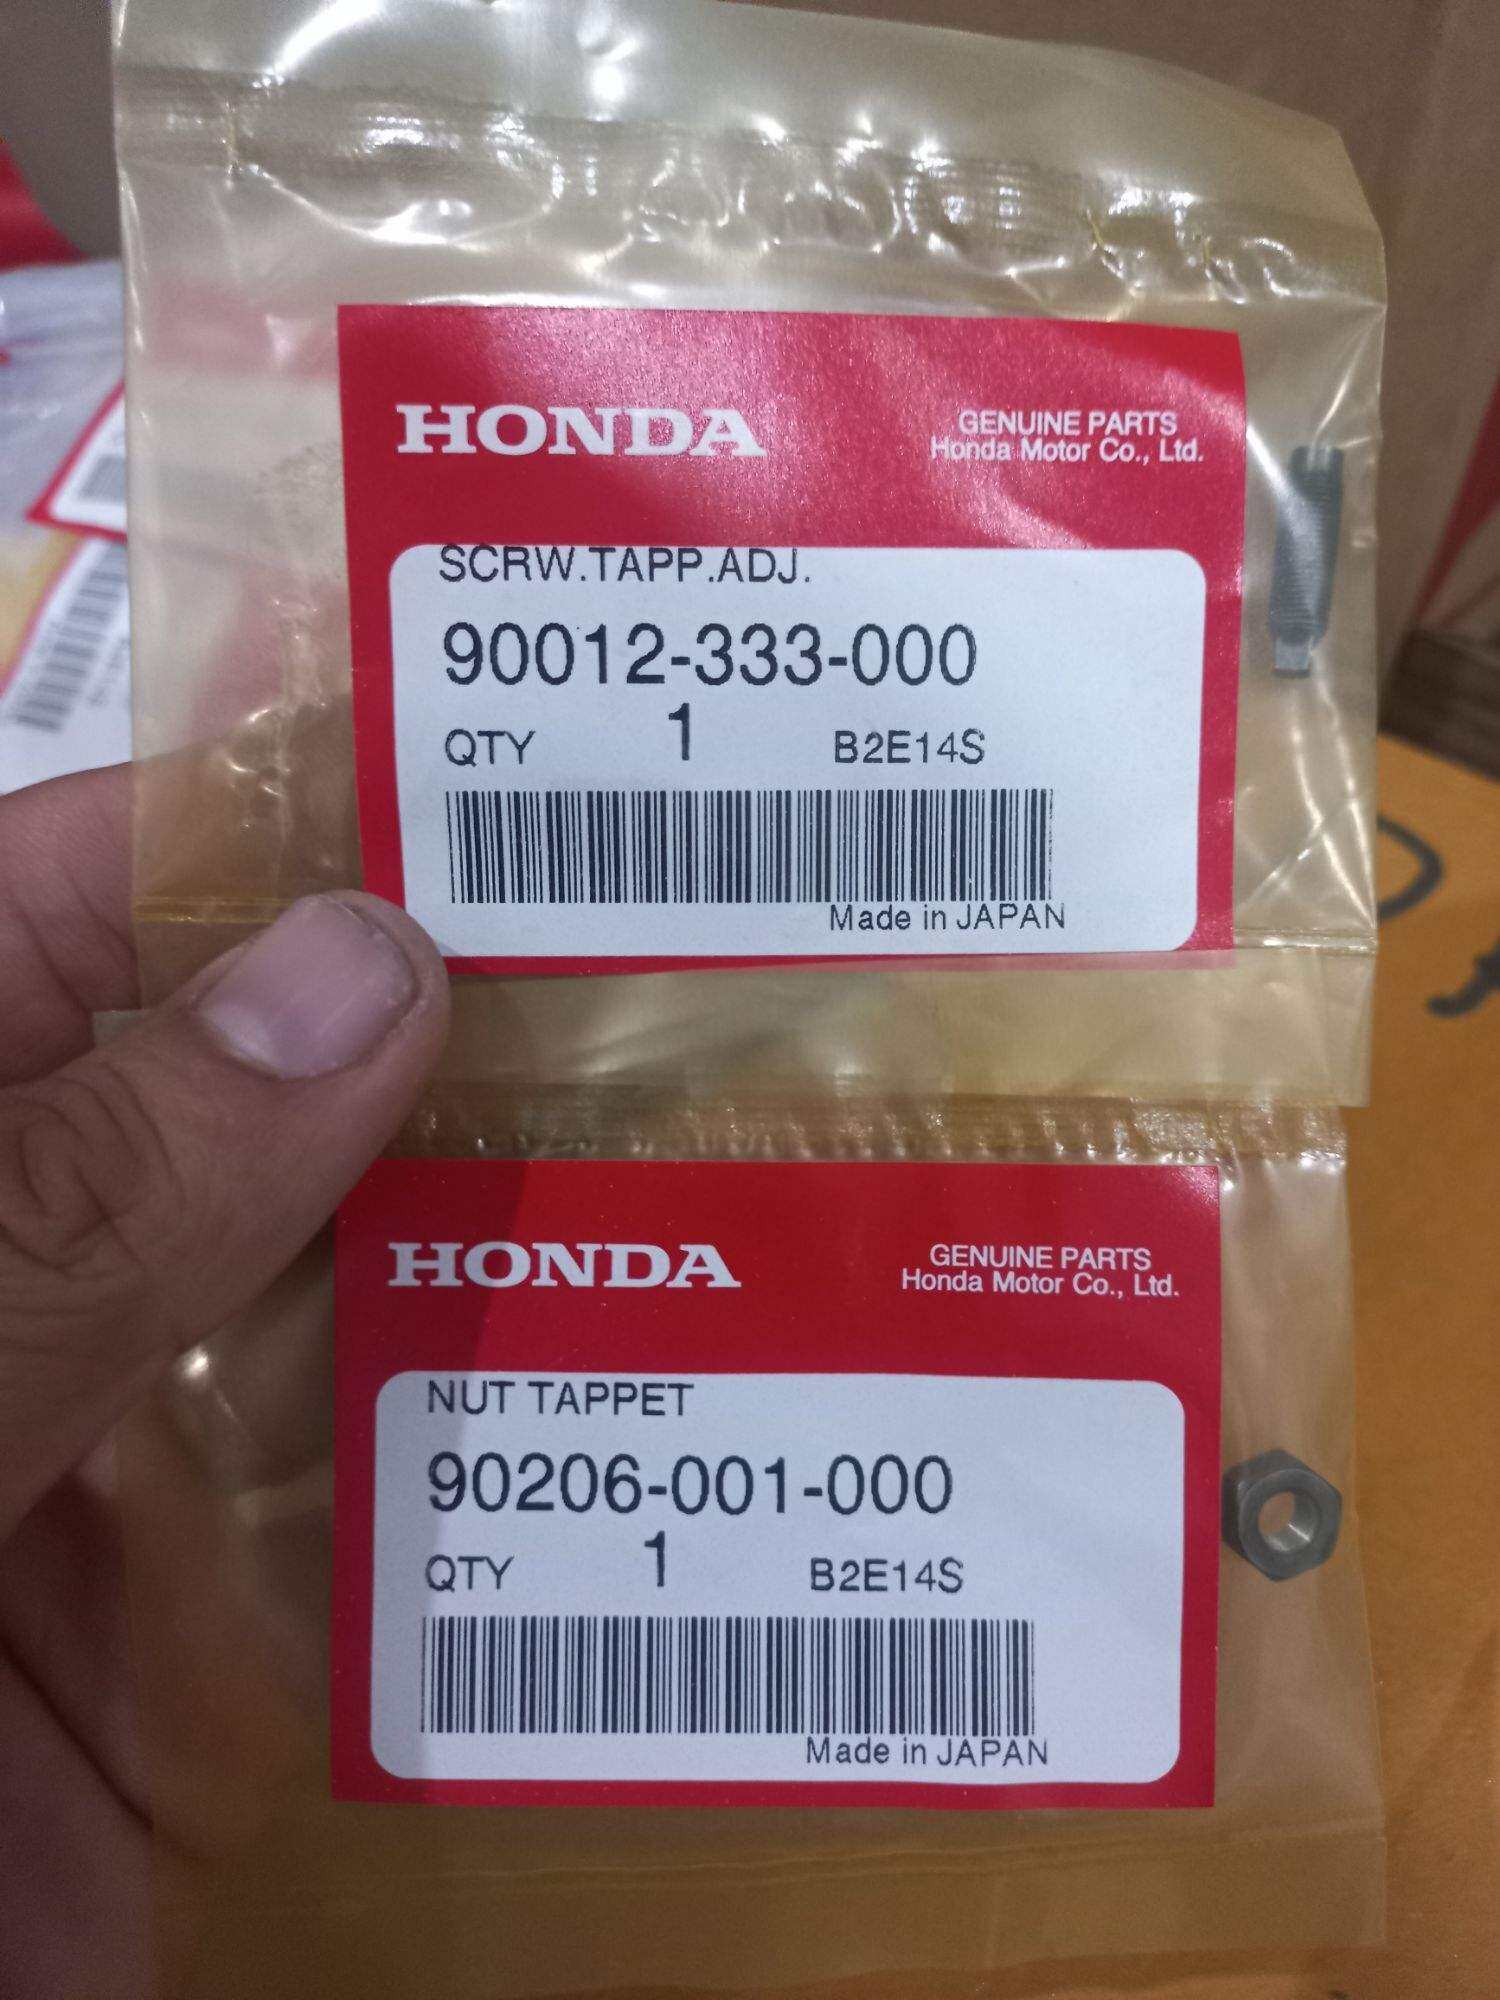 HONDA
GENUINE PARTS
Honda Motor Co., Ltd.
SCRW.TAPP.ADJ.
90012-333-000
QTY 1 B2E14S
Made in JAPAN
HONDA
GENUINE PARTS
Honda Motor Co., Ltd.
NUT TAPPET
90206-001-000
QTY 1 B2E14S
Made in JAPAN